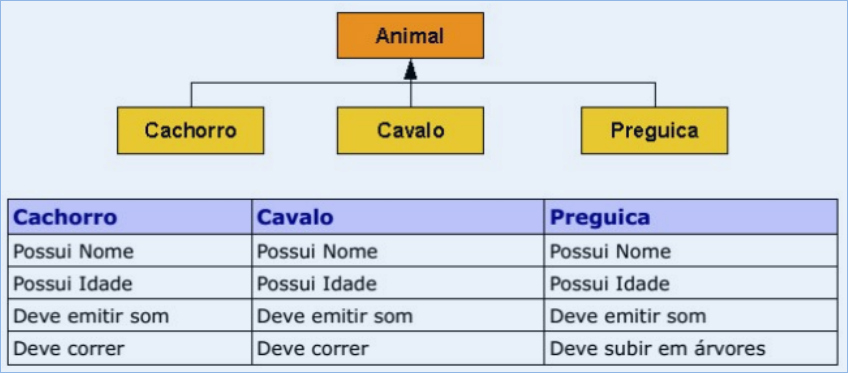 Animal
Cachorro Cavalo Preguica
Cachorro Cavalo Preguica
Possui Nome Possui Nome Possui Nome
Possui Idade Possui Idade Possui Idade
Deve emitir som Deve emitir som Deve emitir som
Deve correr Deve correr Deve subir em árvores